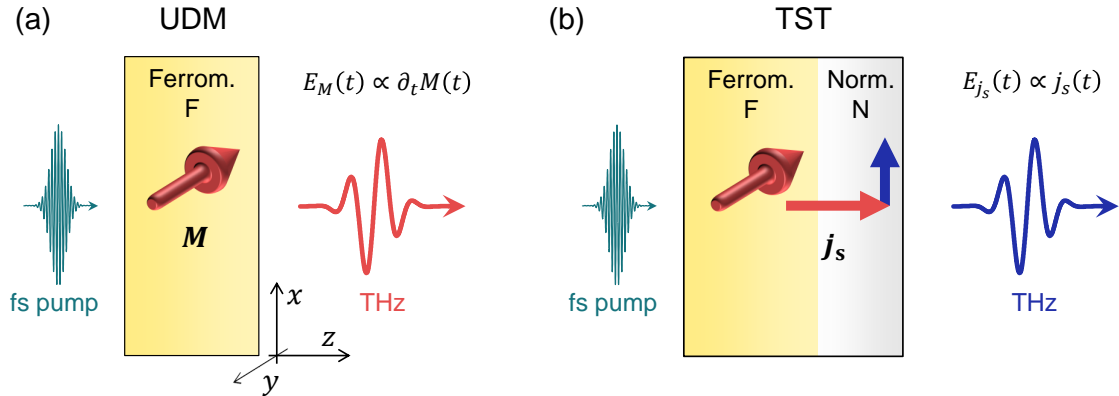 (a)
UDM
Ferrom.
F
E_M(t) ∝ ∂_t M(t)
M
fs pump
THz
x
z
y
(b)
TST
Ferrom.
F
Norm.
N
E_{j_s}(t) ∝ j_s(t)
j_s
fs pump
THz